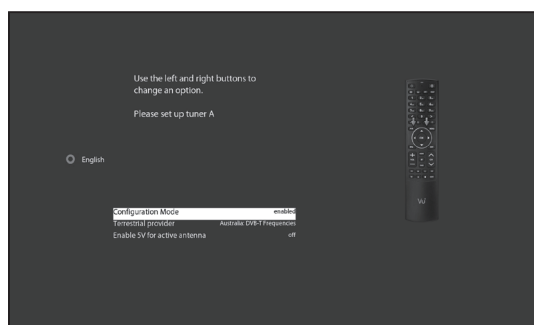 Use the left and right buttons to
change an option.
Please set up tuner A
English
Configuration Mode enabled
Terrestrial provider Australia: DVB-T Frequencies
Enable 5V for active antenna off